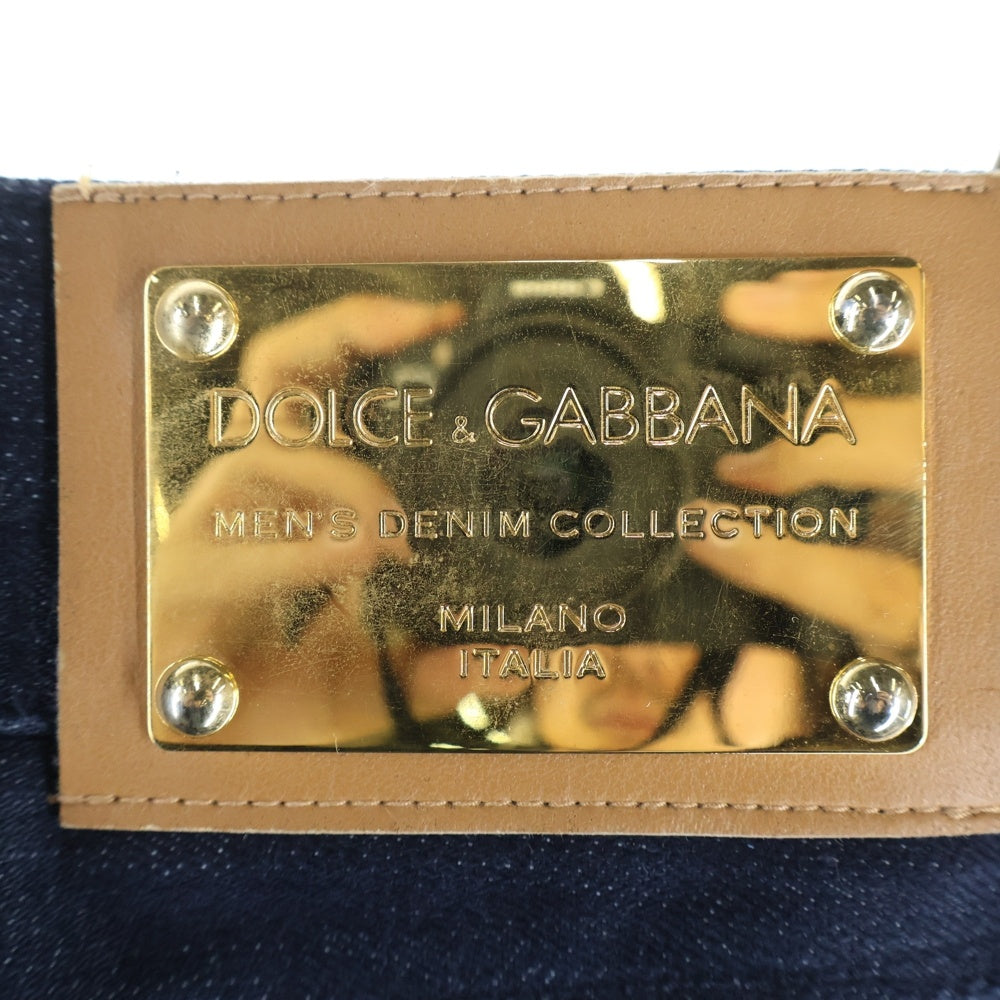 DOLCE & GABBANA
MEN'S DENIM COLLECTION
MILANO
ITALIA